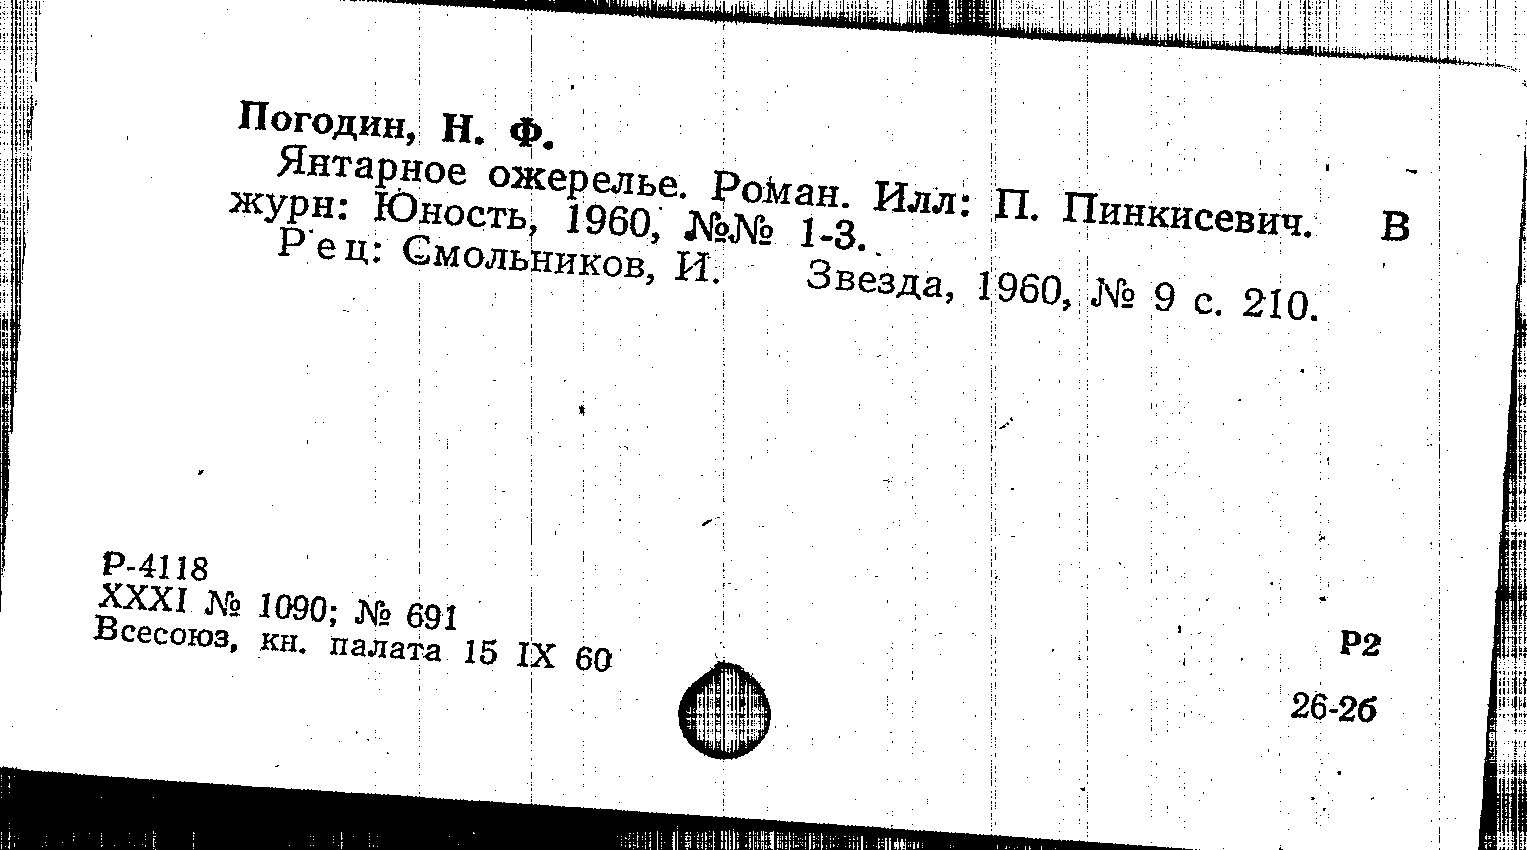 Погодин, Н. Ф.
Янтарное ожерелье. Роман. Илл: П. Пинкисевич. В
журн: Юность, 1960, №№ 1-3.
Рец: Смольников, И. Звезда, 1960, № 9 с. 210.
Р-4118
XXXI № 1090; № 691
Всесоюз, кн. палата 15 IX 60
Р2
26-2б